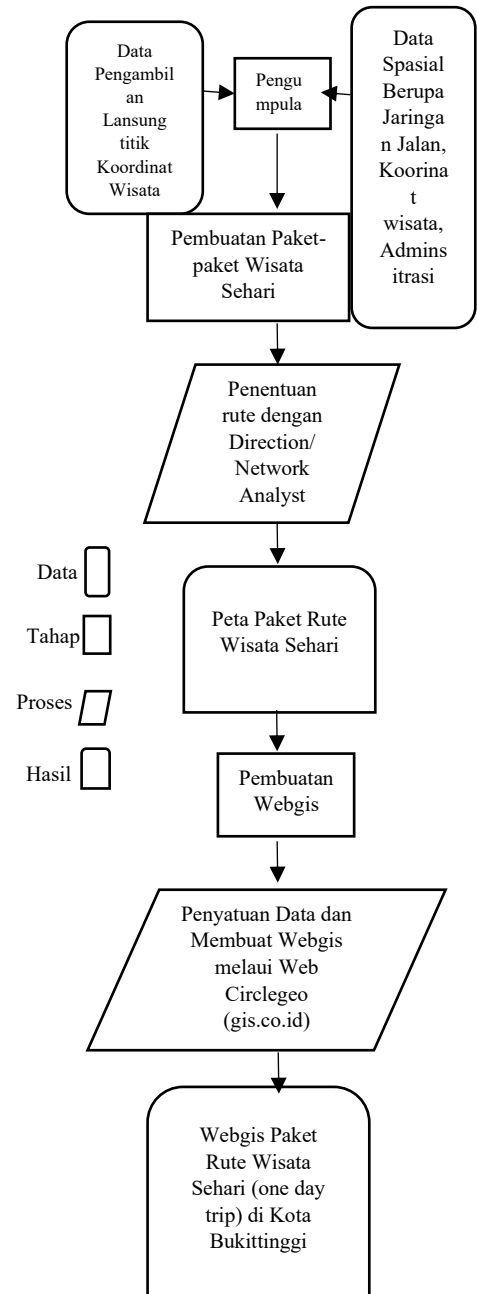 Data
Pengambil
an
Lansung
titik
Koordinat
Wisata
Pengu
mpula
Data
Spasial
Berupa
Jaringa
n Jalan,
Koorina
t
wisata,
Admins
itrasi
Pembuatan Paket-
paket Wisata
Sehari
Penentuan
rute dengan
Direction/
Network
Analyst
Data
Tahap
Proses
Hasil
Peta Paket Rute
Wisata Sehari
Pembuatan
Webgis
Penyatuan Data dan
Membuat Webgis
melaui Web
Circlegeo
(gis.co.id)
Webgis Paket
Rute Wisata
Sehari (one day
trip) di Kota
Bukittinggi